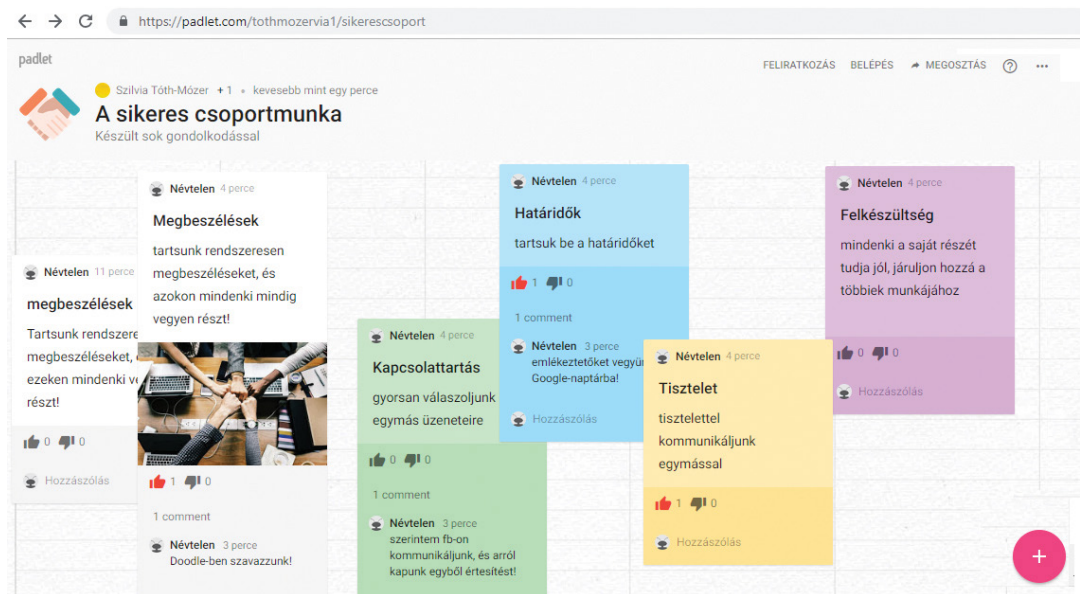 https://padlet.com/tothmozervia1/sikerescsoport
padlet
FELIRATKOZÁS BELÉPÉS MEGOSZTÁS
Szilvia Tóth-Mózer +1 • kevesebb mint egy perce
A sikeres csoportmunka
Készült sok gondolkodással
Névtelen 11 perce
megbeszélések
Tartsunk
megbeszéléseket,
ezeken mindenki
részt!
0 0
Hozzászólás
Névtelen 4 perce
Megbeszélések
tartsunk rendszeresen
megbeszéléseket, és
azokon mindenki mindig
vegyen részt!
1 0
1 comment
Névtelen 3 perce
Doodle-ben szavazzunk!
Névtelen 4 perce
Kapcsolattartás
gyorsan válaszoljunk
egymás üzeneteire
0 0
1 comment
Névtelen 3 perce
szerintem fb-on
kommunikáljunk, és arról
kapunk egyből értesítést!
Névtelen 4 perce
Határidők
tartsuk be a határidőket
1 0
1 comment
Névtelen 3 perce
emlékeztetőket
Google-naptárba!
Hozzászólás
Névtelen 4 perce
Tisztelet
tisztelettel
kommunikáljunk
egymással
1 0
Hozzászólás
Névtelen 4 perce
Felkészültség
mindenki a saját részét
tudja jól, járuljon hozzá a
többiek munkájához
0 0
Hozzászólás